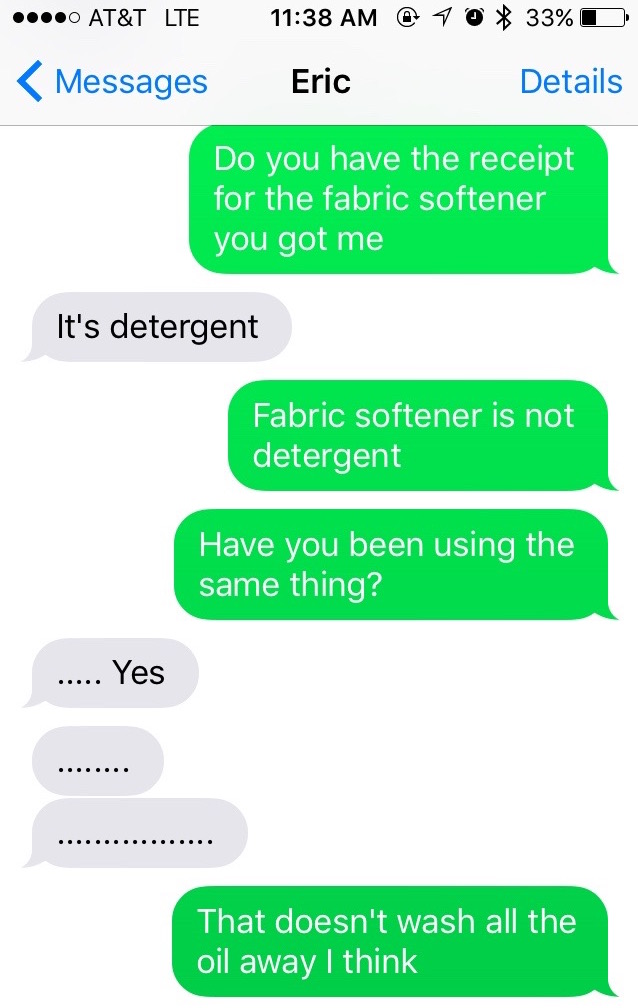 AT&T LTE 11:38 AM 33%
Messages Eric Details
Do you have the receipt
for the fabric softener
you got me
It's detergent
Fabric softener is not
detergent
Have you been using the
same thing?
..... Yes
........
.................
That doesn't wash all the
oil away I think